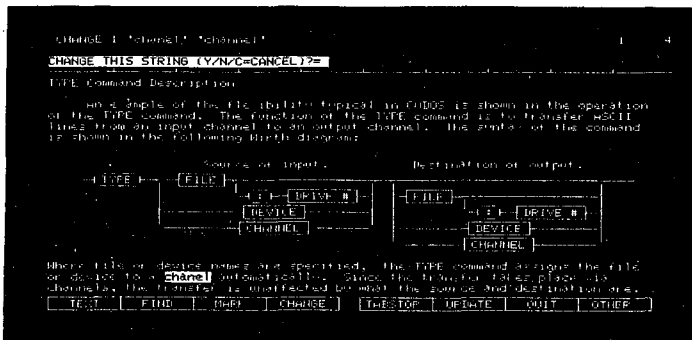 CHANGE : "chanel" "channel" 1 4
CHANGE THIS STRING (Y/N/C=CANCEL)?=
TYPE Command Description
An example of the flexibility typical in FODOS is shown in the operation
of the TYPE command. The function of the TYPE command is to transfer ASCII
lines from an input channel to an output channel. The syntax of the command
is shown in the following Wirth diagram:
Source of input. Destination of output.
TYPE FILE : DRIVE # DEVICE CHANNEL
FILE : DRIVE # DEVICE CHANNEL
Where file or device names are specified, the TYPE command assigns the file
or device to a chanel automatically. Since the transfer takes place via
channels, the transfer is unaffected by what the source and destination are.
TEXT FIND MARK CHANGE TABSTOP UPDATE QUIT OTHER